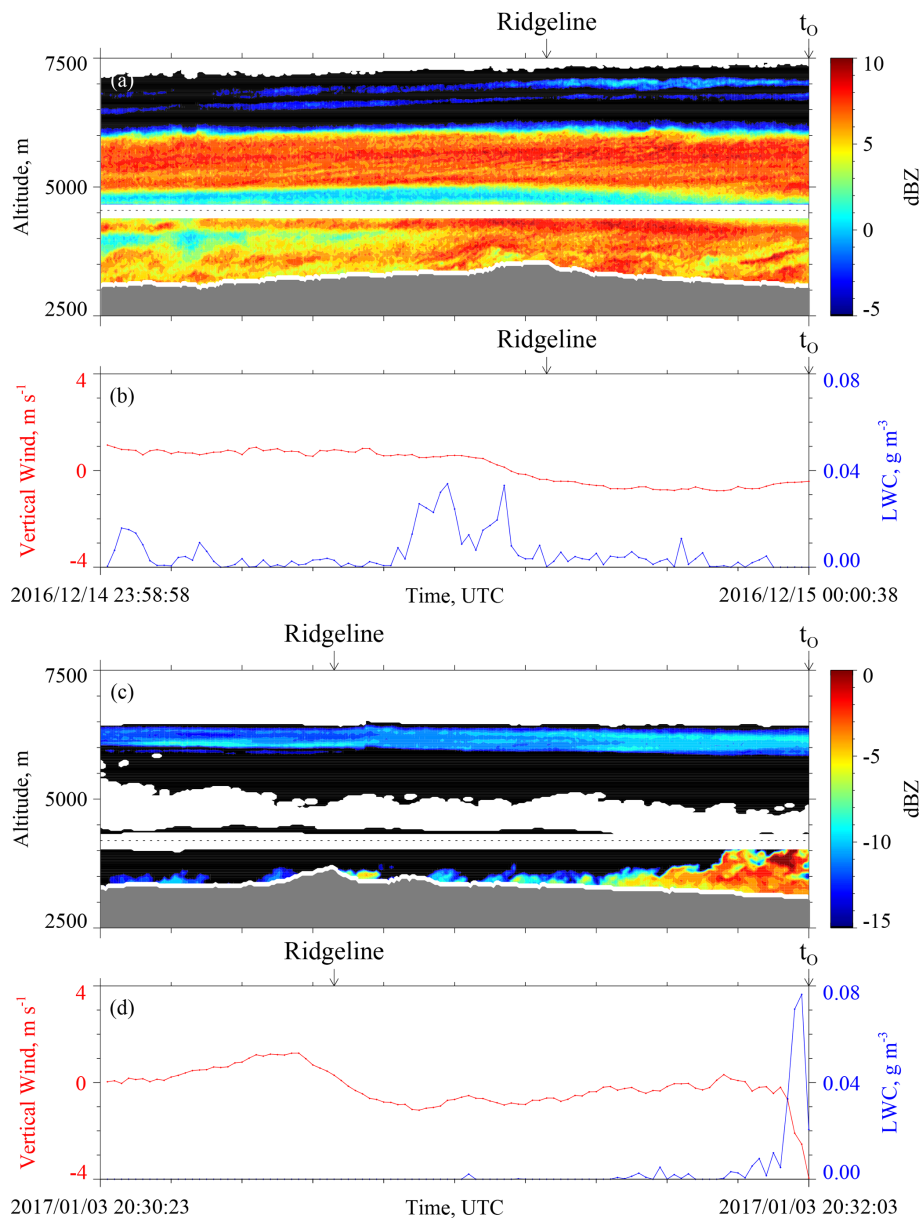 Ridgeline t_O
7500 (a) 10
Altitude, m 5000 5 dBZ
0
2500 -5
Ridgeline t_O
4 (b) 0.08
Vertical Wind, m s⁻¹ 0 0.04 LWC, g m⁻³
-4 0.00
2016/12/14 23:58:58 Time, UTC 2016/12/15 00:00:38
Ridgeline t_O
7500 (c) 0
Altitude, m 5000 -5 dBZ
-10
2500 -15
Ridgeline t_O
4 (d) 0.08
Vertical Wind, m s⁻¹ 0 0.04 LWC, g m⁻³
-4 0.00
2017/01/03 20:30:23 Time, UTC 2017/01/03 20:32:03